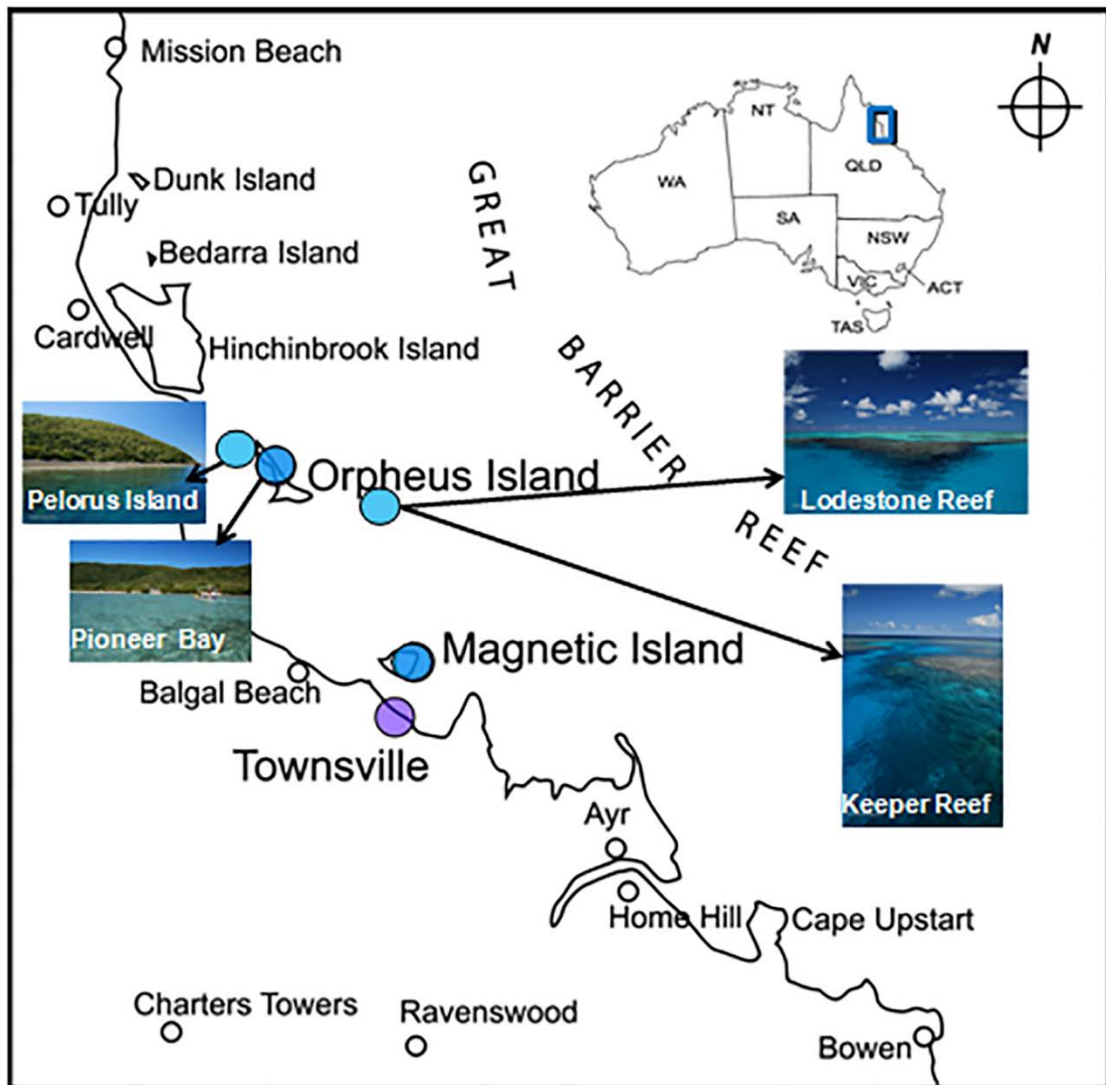 Mission Beach
N
NT
WA
QLD
SA
NSW
VIC
ACT
TAS
GREAT
BARRIER
REEF
Dunk Island
Tully
Bedarra Island
Cardwell
Hinchinbrook Island
Pelorus Island
Orpheus Island
Lodestone Reef
Pioneer Bay
Magnetic Island
Balgal Beach
Townsville
Keeper Reef
Ayr
Home Hill
Cape Upstart
Charters Towers
Ravenswood
Bowen